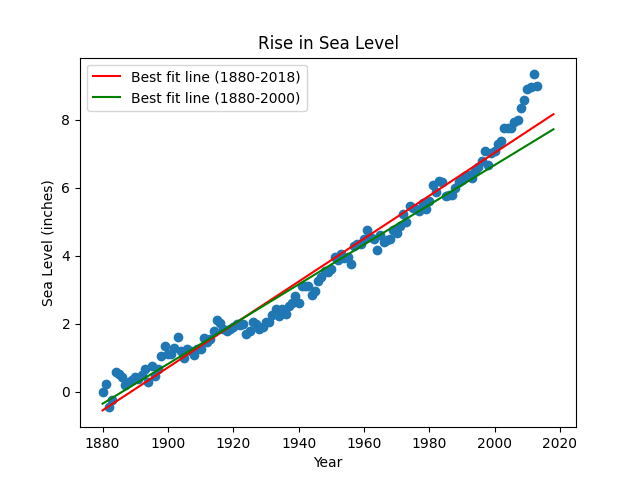 Rise in Sea Level
Best fit line (1880-2018)
Best fit line (1880-2000)
Sea Level (inches)
8
6
4
2
0
1880 1900 1920 1940 1960 1980 2000 2020
Year